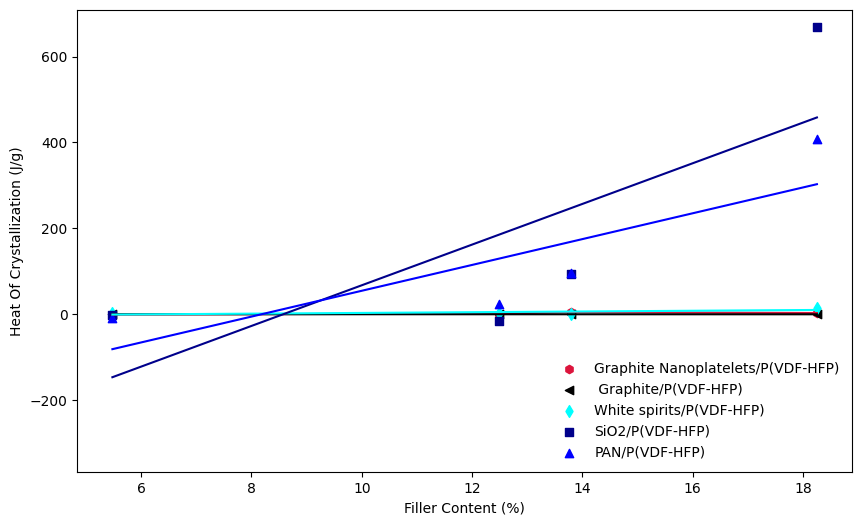 600
400
200
0
−200
−400
Heat Of Crystallization (J/g)
Graphite Nanoplatelets/P(VDF-HFP)
Graphite/P(VDF-HFP)
White spirits/P(VDF-HFP)
SiO2/P(VDF-HFP)
PAN/P(VDF-HFP)
6 8 10 12 14 16 18
Filler Content (%)